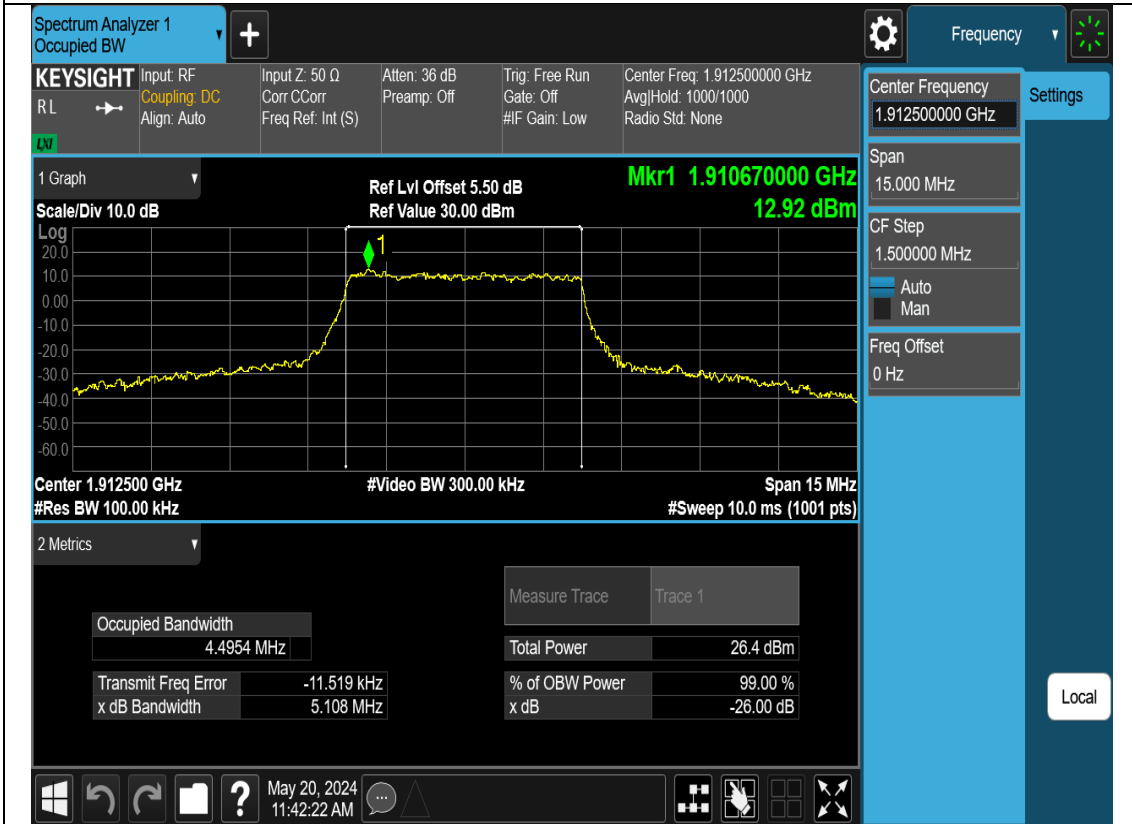 Spectrum Analyzer 1
Occupied BW
+
Frequency
KEYSIGHT
RL
LXI
Input: RF
Coupling: DC
Align: Auto
Input Z: 50 Ω
Corr CCorr
Freq Ref: Int (S)
Atten: 36 dB
Preamp: Off
Trig: Free Run
Gate: Off
#IF Gain: Low
Center Freq: 1.912500000 GHz
Avg|Hold: 1000/1000
Radio Std: None
Center Frequency
1.912500000 GHz
Settings
Span
15.000 MHz
CF Step
1.500000 MHz
Auto
Man
Freq Offset
0 Hz
Local
1 Graph
Scale/Div 10.0 dB
Ref Lvl Offset 5.50 dB
Ref Value 30.00 dBm
Mkr1 1.910670000 GHz
12.92 dBm
Log
1
20.0
10.0
0.00
-10.0
-20.0
-30.0
-40.0
-50.0
-60.0
Center 1.912500 GHz
#Video BW 300.00 kHz
Span 15 MHz
#Res BW 100.00 kHz
#Sweep 10.0 ms (1001 pts)
2 Metrics
Measure Trace Trace 1
Occupied Bandwidth
4.4954 MHz
Total Power 26.4 dBm
Transmit Freq Error -11.519 kHz
% of OBW Power 99.00 %
x dB Bandwidth 5.108 MHz
x dB -26.00 dB
?
May 20, 2024
11:42:22 AM